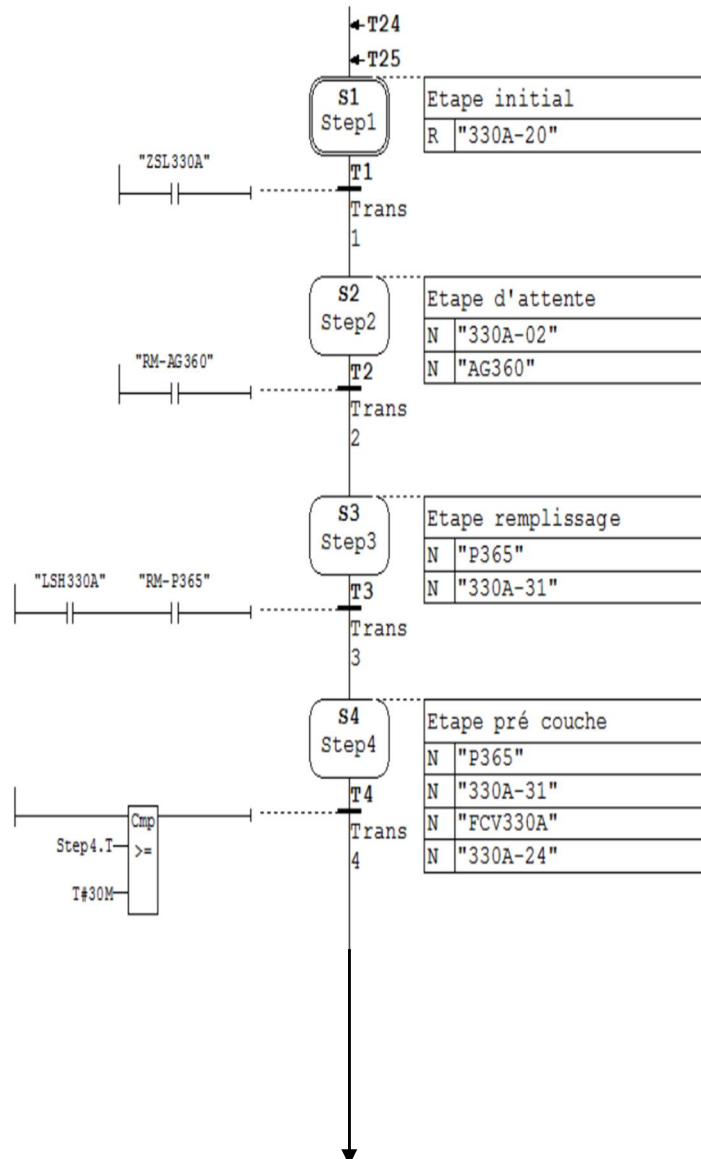 T24
T25
S1
Step1
Etape initial
R "330A-20"
"ZSL330A"
T1
Trans
1
S2
Step2
Etape d'attente
N "330A-02"
N "AG360"
"RM-AG360"
T2
Trans
2
S3
Step3
Etape remplissage
N "P365"
N "330A-31"
"LSH330A" "RM-P365"
T3
Trans
3
S4
Step4
Etape pré couche
N "P365"
N "330A-31"
N "FCV330A"
N "330A-24"
T4
Trans
4
Cmp
Step4.T >=
T#30M